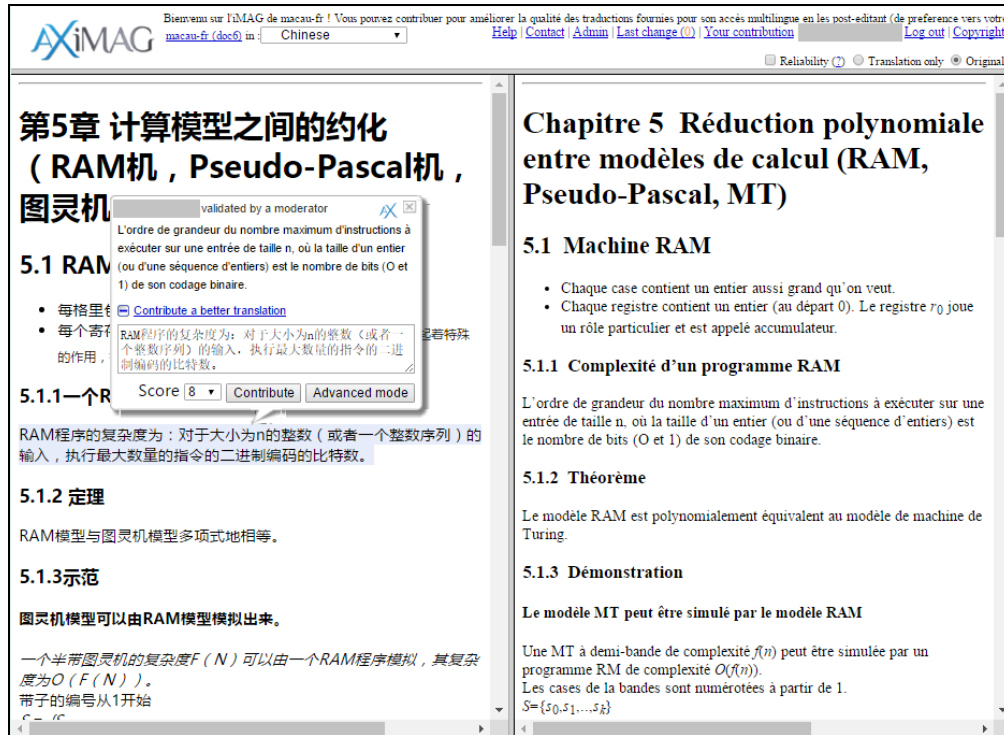 AXiMAG
Bienvenu sur l'iMAG de macau-fr ! Vous pouvez contribuer pour améliorer la qualité des traductions fournies pour son accès multilingue en les post-editant (de preference vers votre
macau-fr (doc6) in : Chinese
Help | Contact | Admin | Last change (0) | Your contribution Log out | Copyright
Reliability (?) Translation only Original
第5章 计算模型之间的约化
（RAM机，Pseudo-Pascal机，
图灵机
validated by a moderator AX
L'ordre de grandeur du nombre maximum d'instructions à
exécuter sur une entrée de taille n, où la taille d'un entier
(ou d'une séquence d'entiers) est le nombre de bits (O et
1) de son codage binaire.
Contribute a better translation
RAM程序的复杂度为：对于大小为n的整数（或者一
个整数序列）的输入，执行最大数量的指令的二进
制编码的比特数。
Score 8 Contribute Advanced mode
5.1 RAM
每格里
每个寄 起着特殊
的作用，
5.1.1一个R
RAM程序的复杂度为：对于大小为n的整数（或者一个整数序列）的
输入，执行最大数量的指令的二进制编码的比特数。
5.1.2 定理
RAM模型与图灵机模型多项式地相等。
5.1.3示范
图灵机模型可以由RAM模型模拟出来。
一个半带图灵机的复杂度F（N）可以由一个RAM程序模拟，其复杂
度为O（F（N））。
带子的编号从1开始
Chapitre 5 Réduction polynomiale
entre modèles de calcul (RAM,
Pseudo-Pascal, MT)
5.1 Machine RAM
• Chaque case contient un entier aussi grand qu'on veut.
• Chaque registre contient un entier (au départ 0). Le registre r0 joue
un rôle particulier et est appelé accumulateur.
5.1.1 Complexité d'un programme RAM
L'ordre de grandeur du nombre maximum d'instructions à exécuter sur une
entrée de taille n, où la taille d'un entier (ou d'une séquence d'entiers) est
le nombre de bits (O et 1) de son codage binaire.
5.1.2 Théorème
Le modèle RAM est polynomialement équivalent au modèle de machine de
Turing.
5.1.3 Démonstration
Le modèle MT peut être simulé par le modèle RAM
Une MT à demi-bande de complexité f(n) peut être simulée par un
programme RM de complexité O(f(n)).
Les cases de la bandes sont numérotées à partir de 1.
S={s0,s1,...,sk}